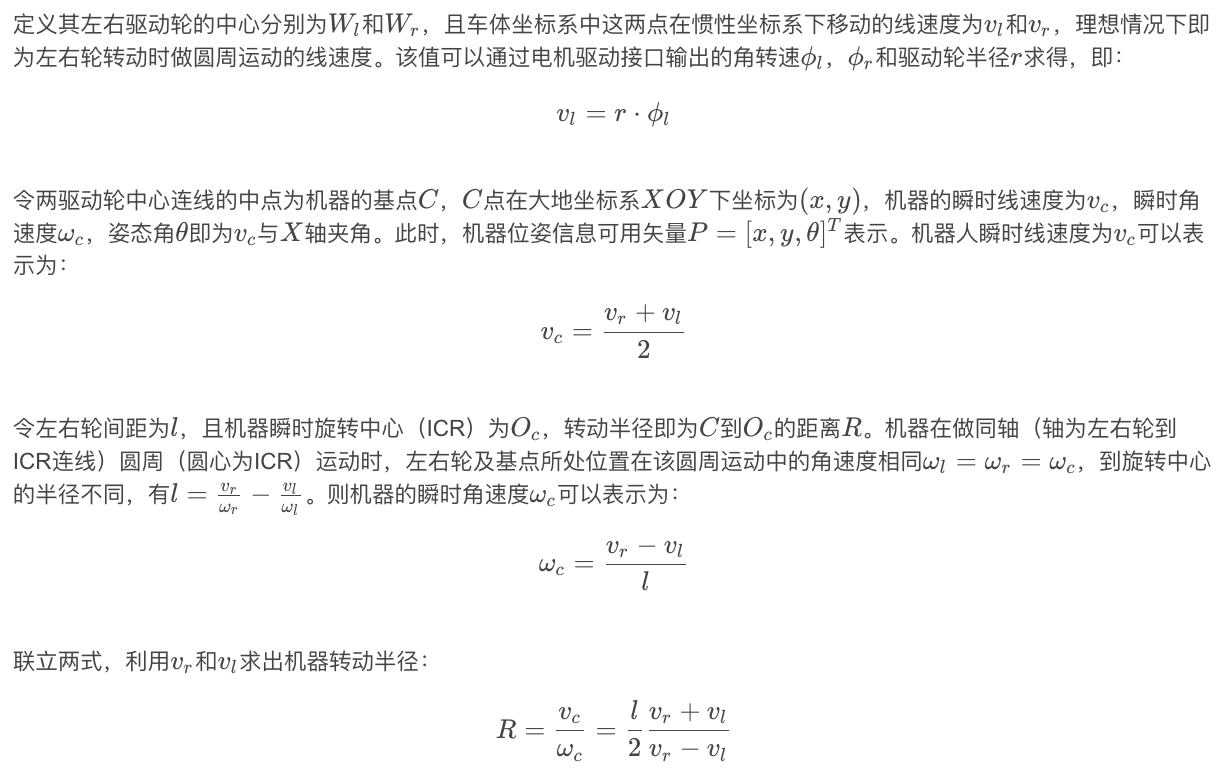 定义其左右驱动轮的中心分别为$W_l$和$W_r$，且车体坐标系中这两点在惯性坐标系下移动的线速度为$v_l$和$v_r$，理想情况下即
为左右轮转动时做圆周运动的线速度。该值可以通过电机驱动接口输出的角转速$\phi_l$，$\phi_r$和驱动轮半径$r$求得，即：
$v_l = r \cdot \phi_l$
令两驱动轮中心连线的中点为机器的基点$C$，$C$点在大地坐标系$XOY$下坐标为$(x, y)$，机器的瞬时线速度为$v_c$，瞬时角
速度$\omega_c$，姿态角$\theta$即为$v_c$与$X$轴夹角。此时，机器位姿信息可用矢量$P = [x, y, \theta]^T$表示。机器人瞬时线速度为$v_c$可以表
示为：
$v_c = \frac{v_r + v_l}{2}$
令左右轮间距为$l$，且机器瞬时旋转中心（ICR）为$O_c$，转动半径即为$C$到$O_c$的距离$R$。机器在做同轴（轴为左右轮到
ICR连线）圆周（圆心为ICR）运动时，左右轮及基点所处位置在该圆周运动中的角速度相同$\omega_l = \omega_r = \omega_c$，到旋转中心
的半径不同，有$l = \frac{v_r}{\omega_r} - \frac{v_l}{\omega_l}$。则机器的瞬时角速度$\omega_c$可以表示为：
$\omega_c = \frac{v_r - v_l}{l}$
联立两式，利用$v_r$和$v_l$求出机器转动半径：
$R = \frac{v_c}{\omega_c} = \frac{l}{2} \frac{v_r + v_l}{v_r - v_l}$